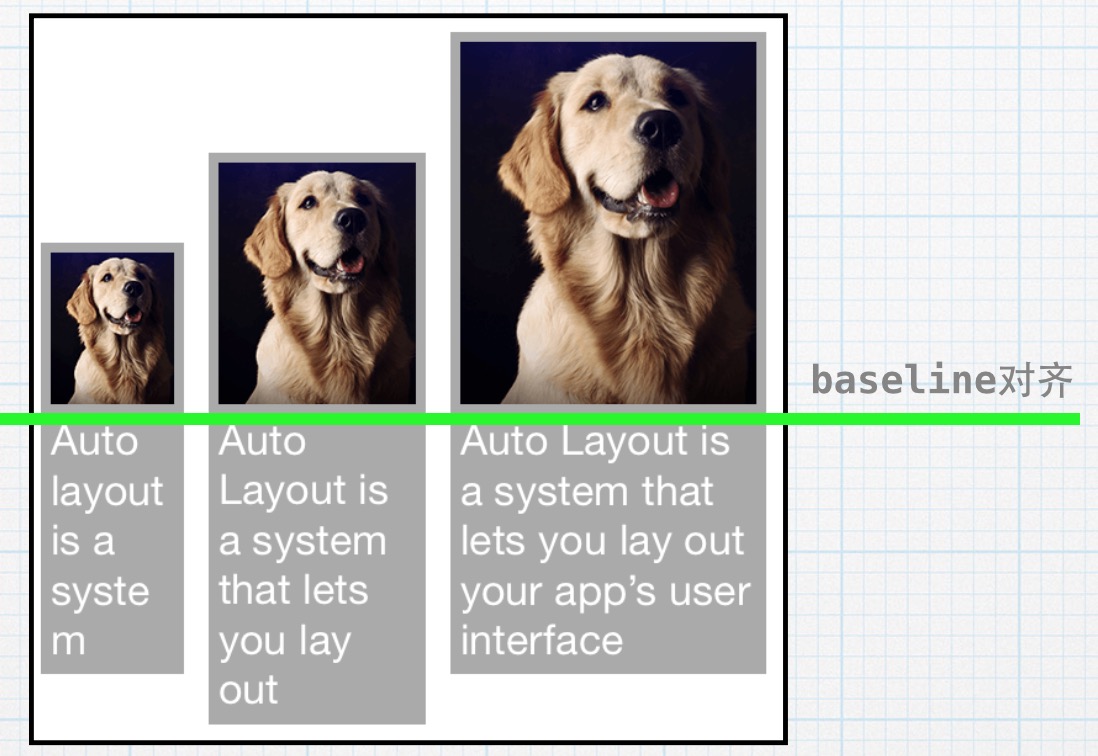 baseline对齐
Auto
layout
is a
syste
m
Auto
Layout is
a system
that lets
you lay
out
Auto Layout is
a system that
lets you lay out
your app’s user
interface